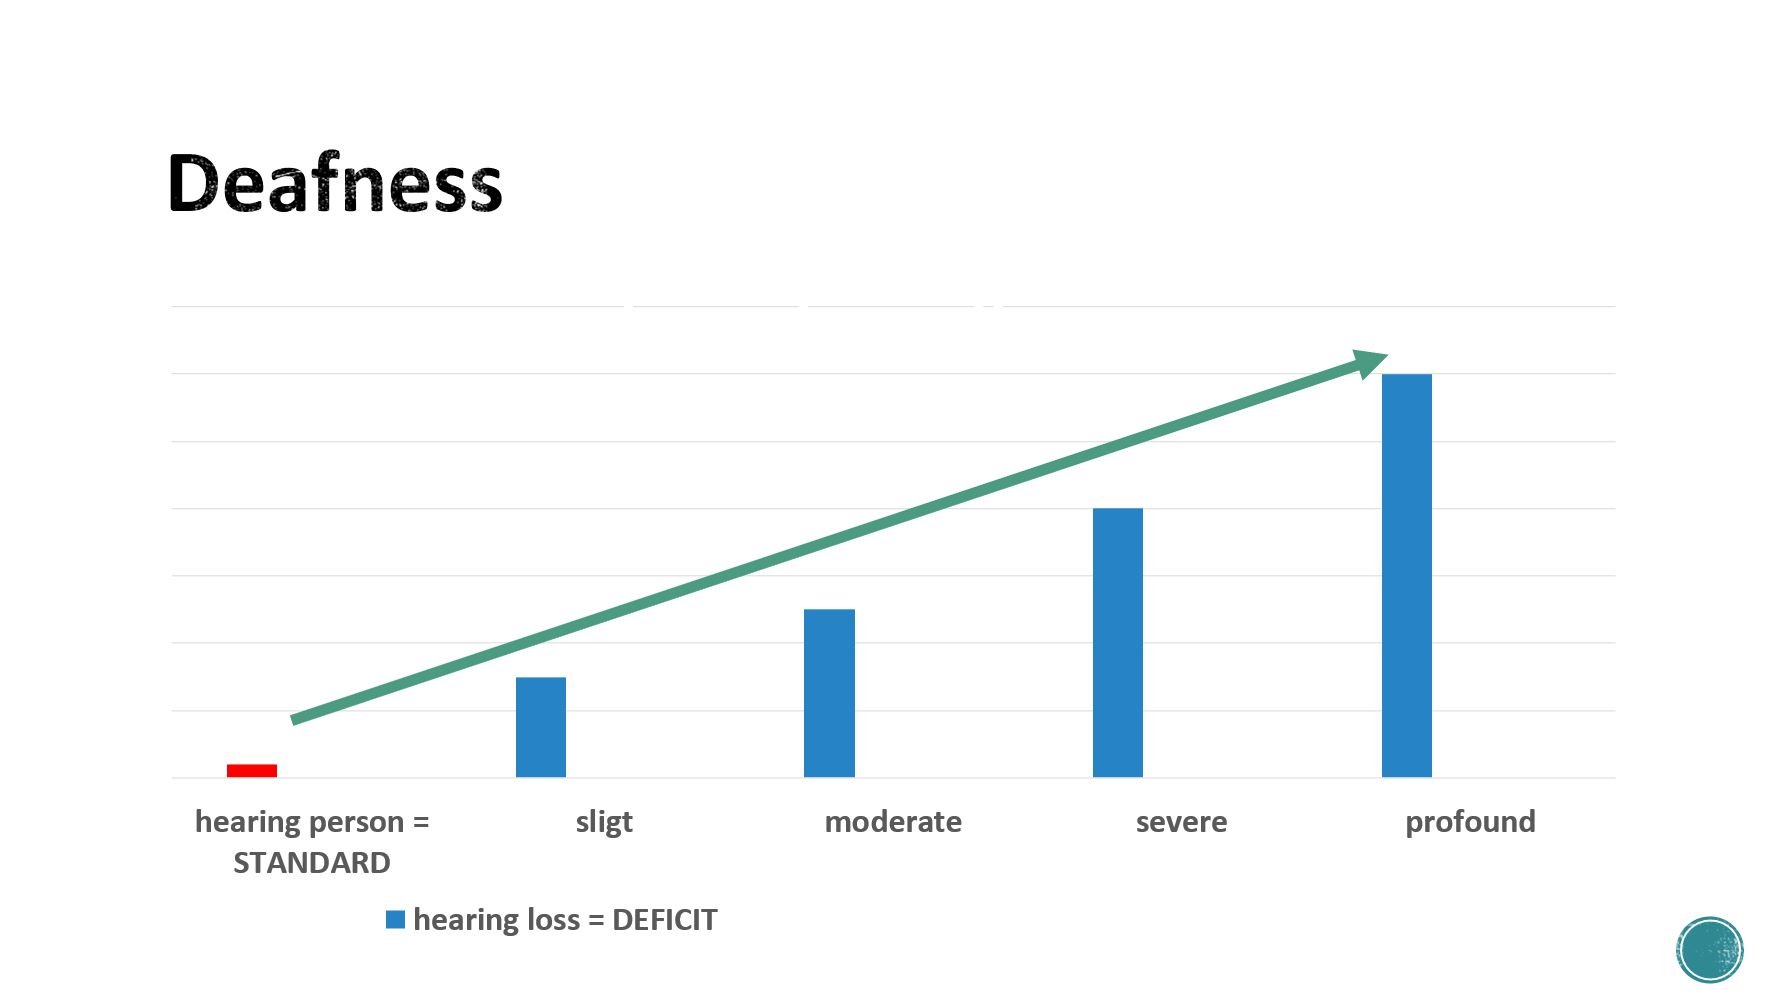 Deafness
hearing person =
STANDARD
sligt
moderate
severe
profound
hearing loss = DEFICIT